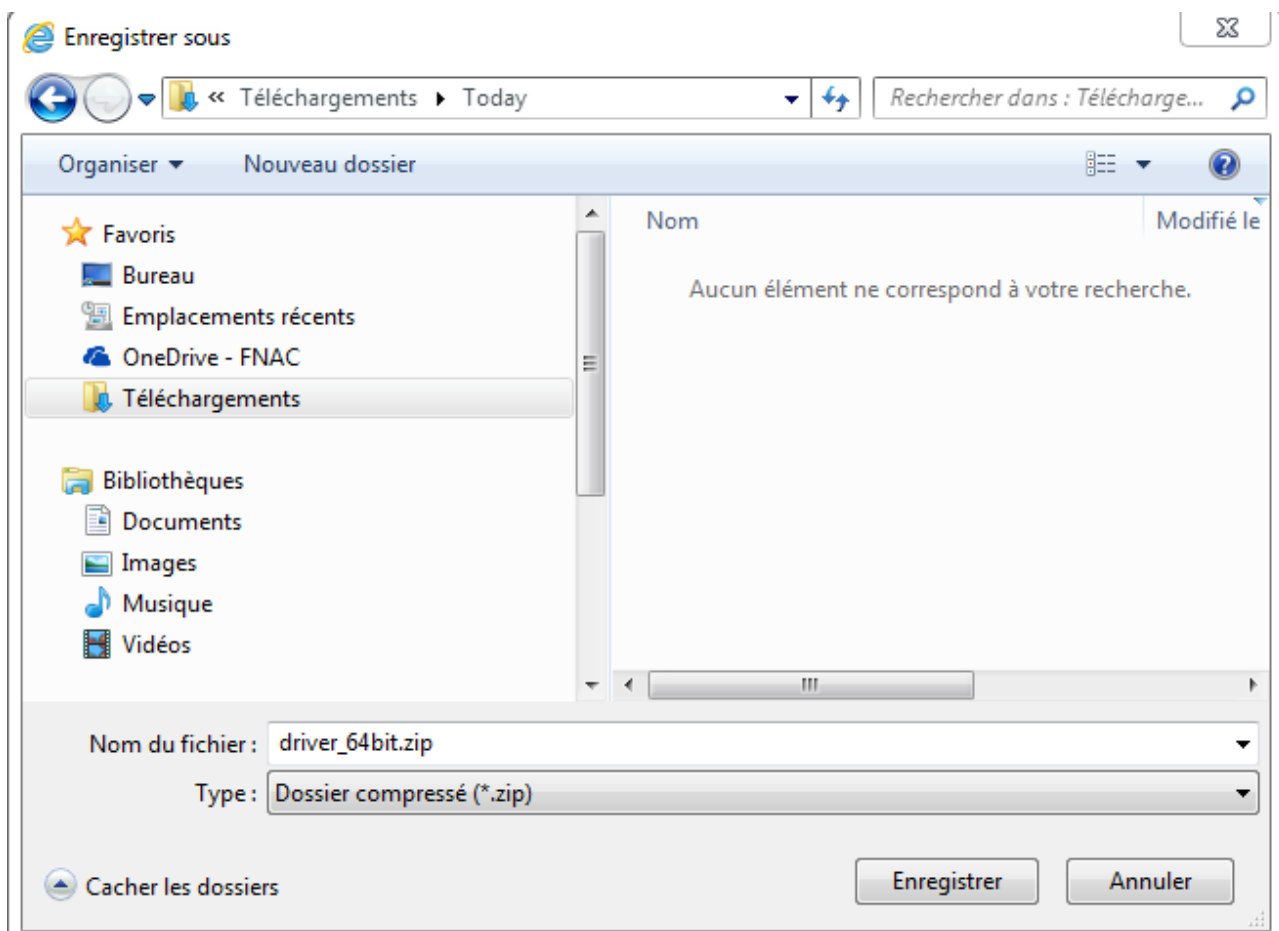 Enregistrer sous
« Téléchargements Today
Rechercher dans : Télécharge...
Organiser
Nouveau dossier
Nom
Modifié le
Aucun élément ne correspond à votre recherche.
Favoris
Bureau
Emplacements récents
OneDrive - FNAC
Téléchargements
Bibliothèques
Documents
Images
Musique
Vidéos
Nom du fichier : driver_64bit.zip
Type : Dossier compressé (*.zip)
Cacher les dossiers
Enregistrer
Annuler